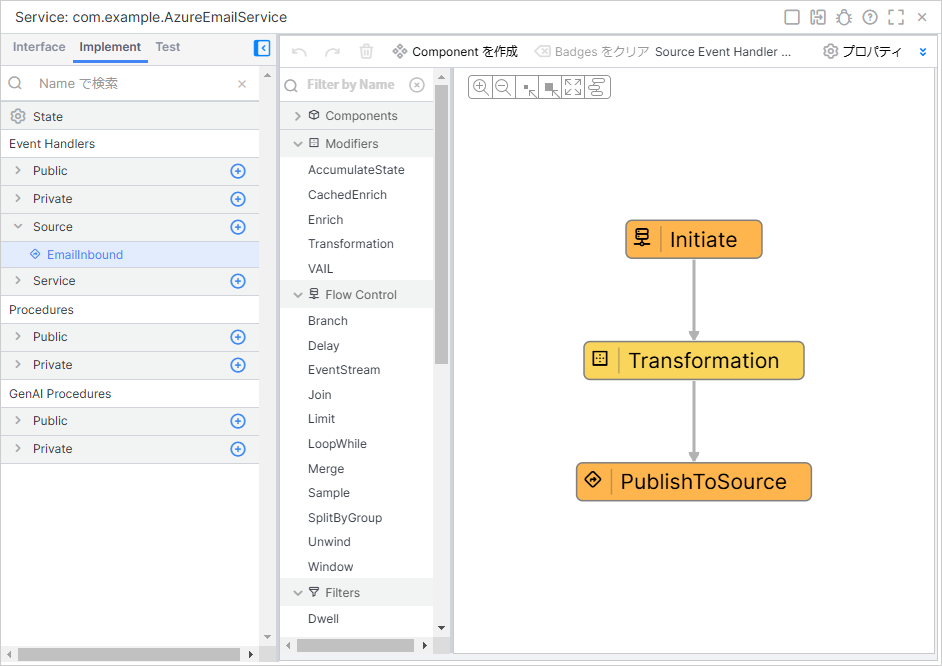 Service: com.example.AzureEmailService
Interface Implement Test
Name で検索
State
Event Handlers
Public
Private
Source
EmailInbound
Service
Procedures
Public
Private
GenAI Procedures
Public
Private
Component を作成 Badges をクリア Source Event Handler ... プロパティ
Filter by Name
Components
Modifiers
AccumulateState
CachedEnrich
Enrich
Transformation
VAIL
Flow Control
Branch
Delay
EventStream
Join
Limit
LoopWhile
Merge
Sample
SplitByGroup
Unwind
Window
Filters
Dwell
Initiate
Transformation
PublishToSource